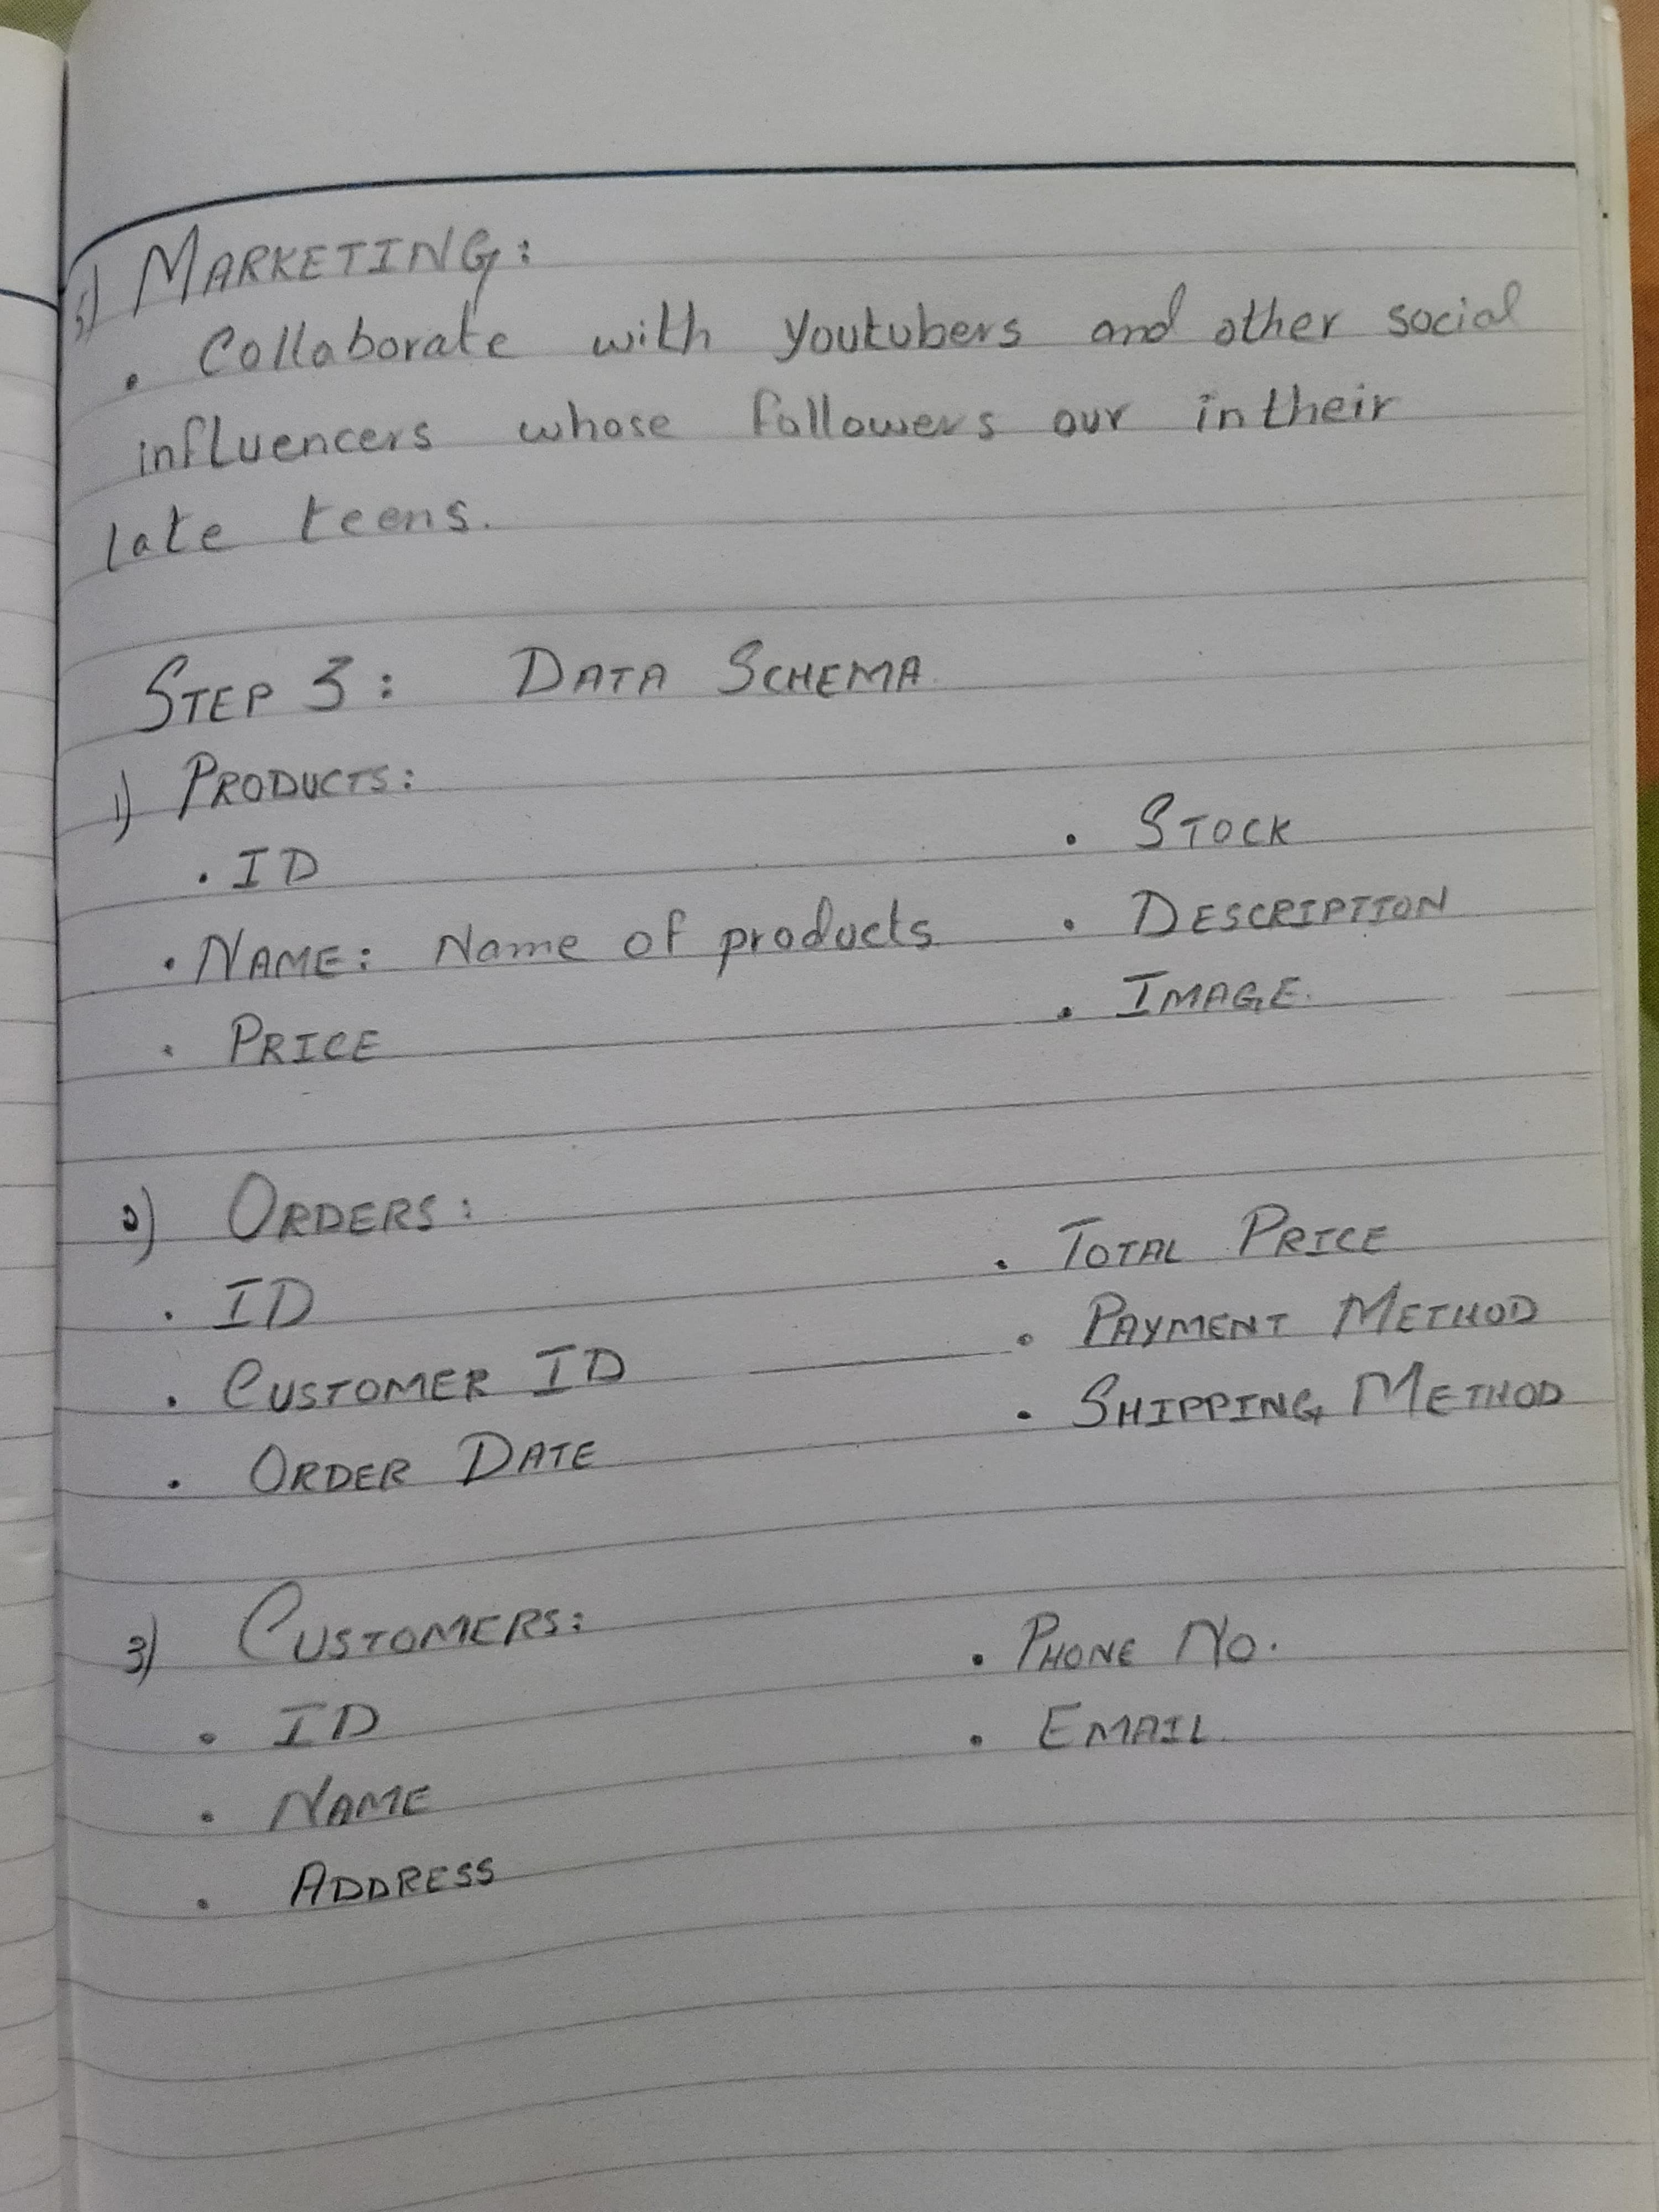 5) MARKETING:
. Collaborate with Youtubers and other social
influencers whose followers our in their
late teens.
STEP 3: DATA SCHEMA
1) PRODUCTS:
. ID
. NAME: Name of products
. PRICE
. STOCK
. DESCRIPTION
. IMAGE.
2) ORDERS:
. ID
. CUSTOMER ID
. ORDER DATE
. TOTAL PRICE
. PAYMENT METHOD
. SHIPPING METHOD
3) CUSTOMERS:
. ID
. NAME
. ADDRESS
. PHONE NO.
. EMAIL.